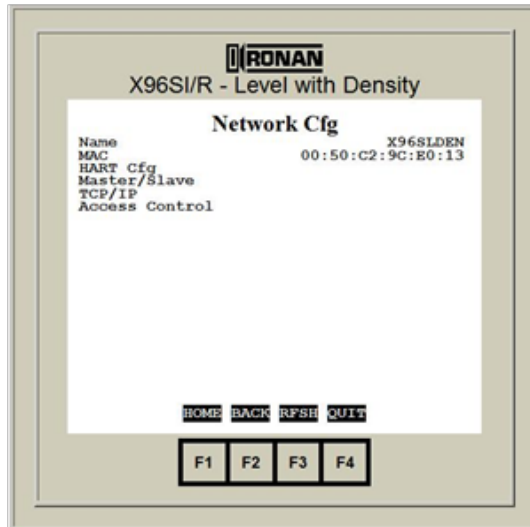 RONAN
X96SI/R - Level with Density
Network Cfg
Name X96SLDEN
MAC 00:50:C2:9C:E0:13
HART Cfg
Master/Slave
TCP/IP
Access Control
HOME BACK RFSH QUIT
F1 F2 F3 F4